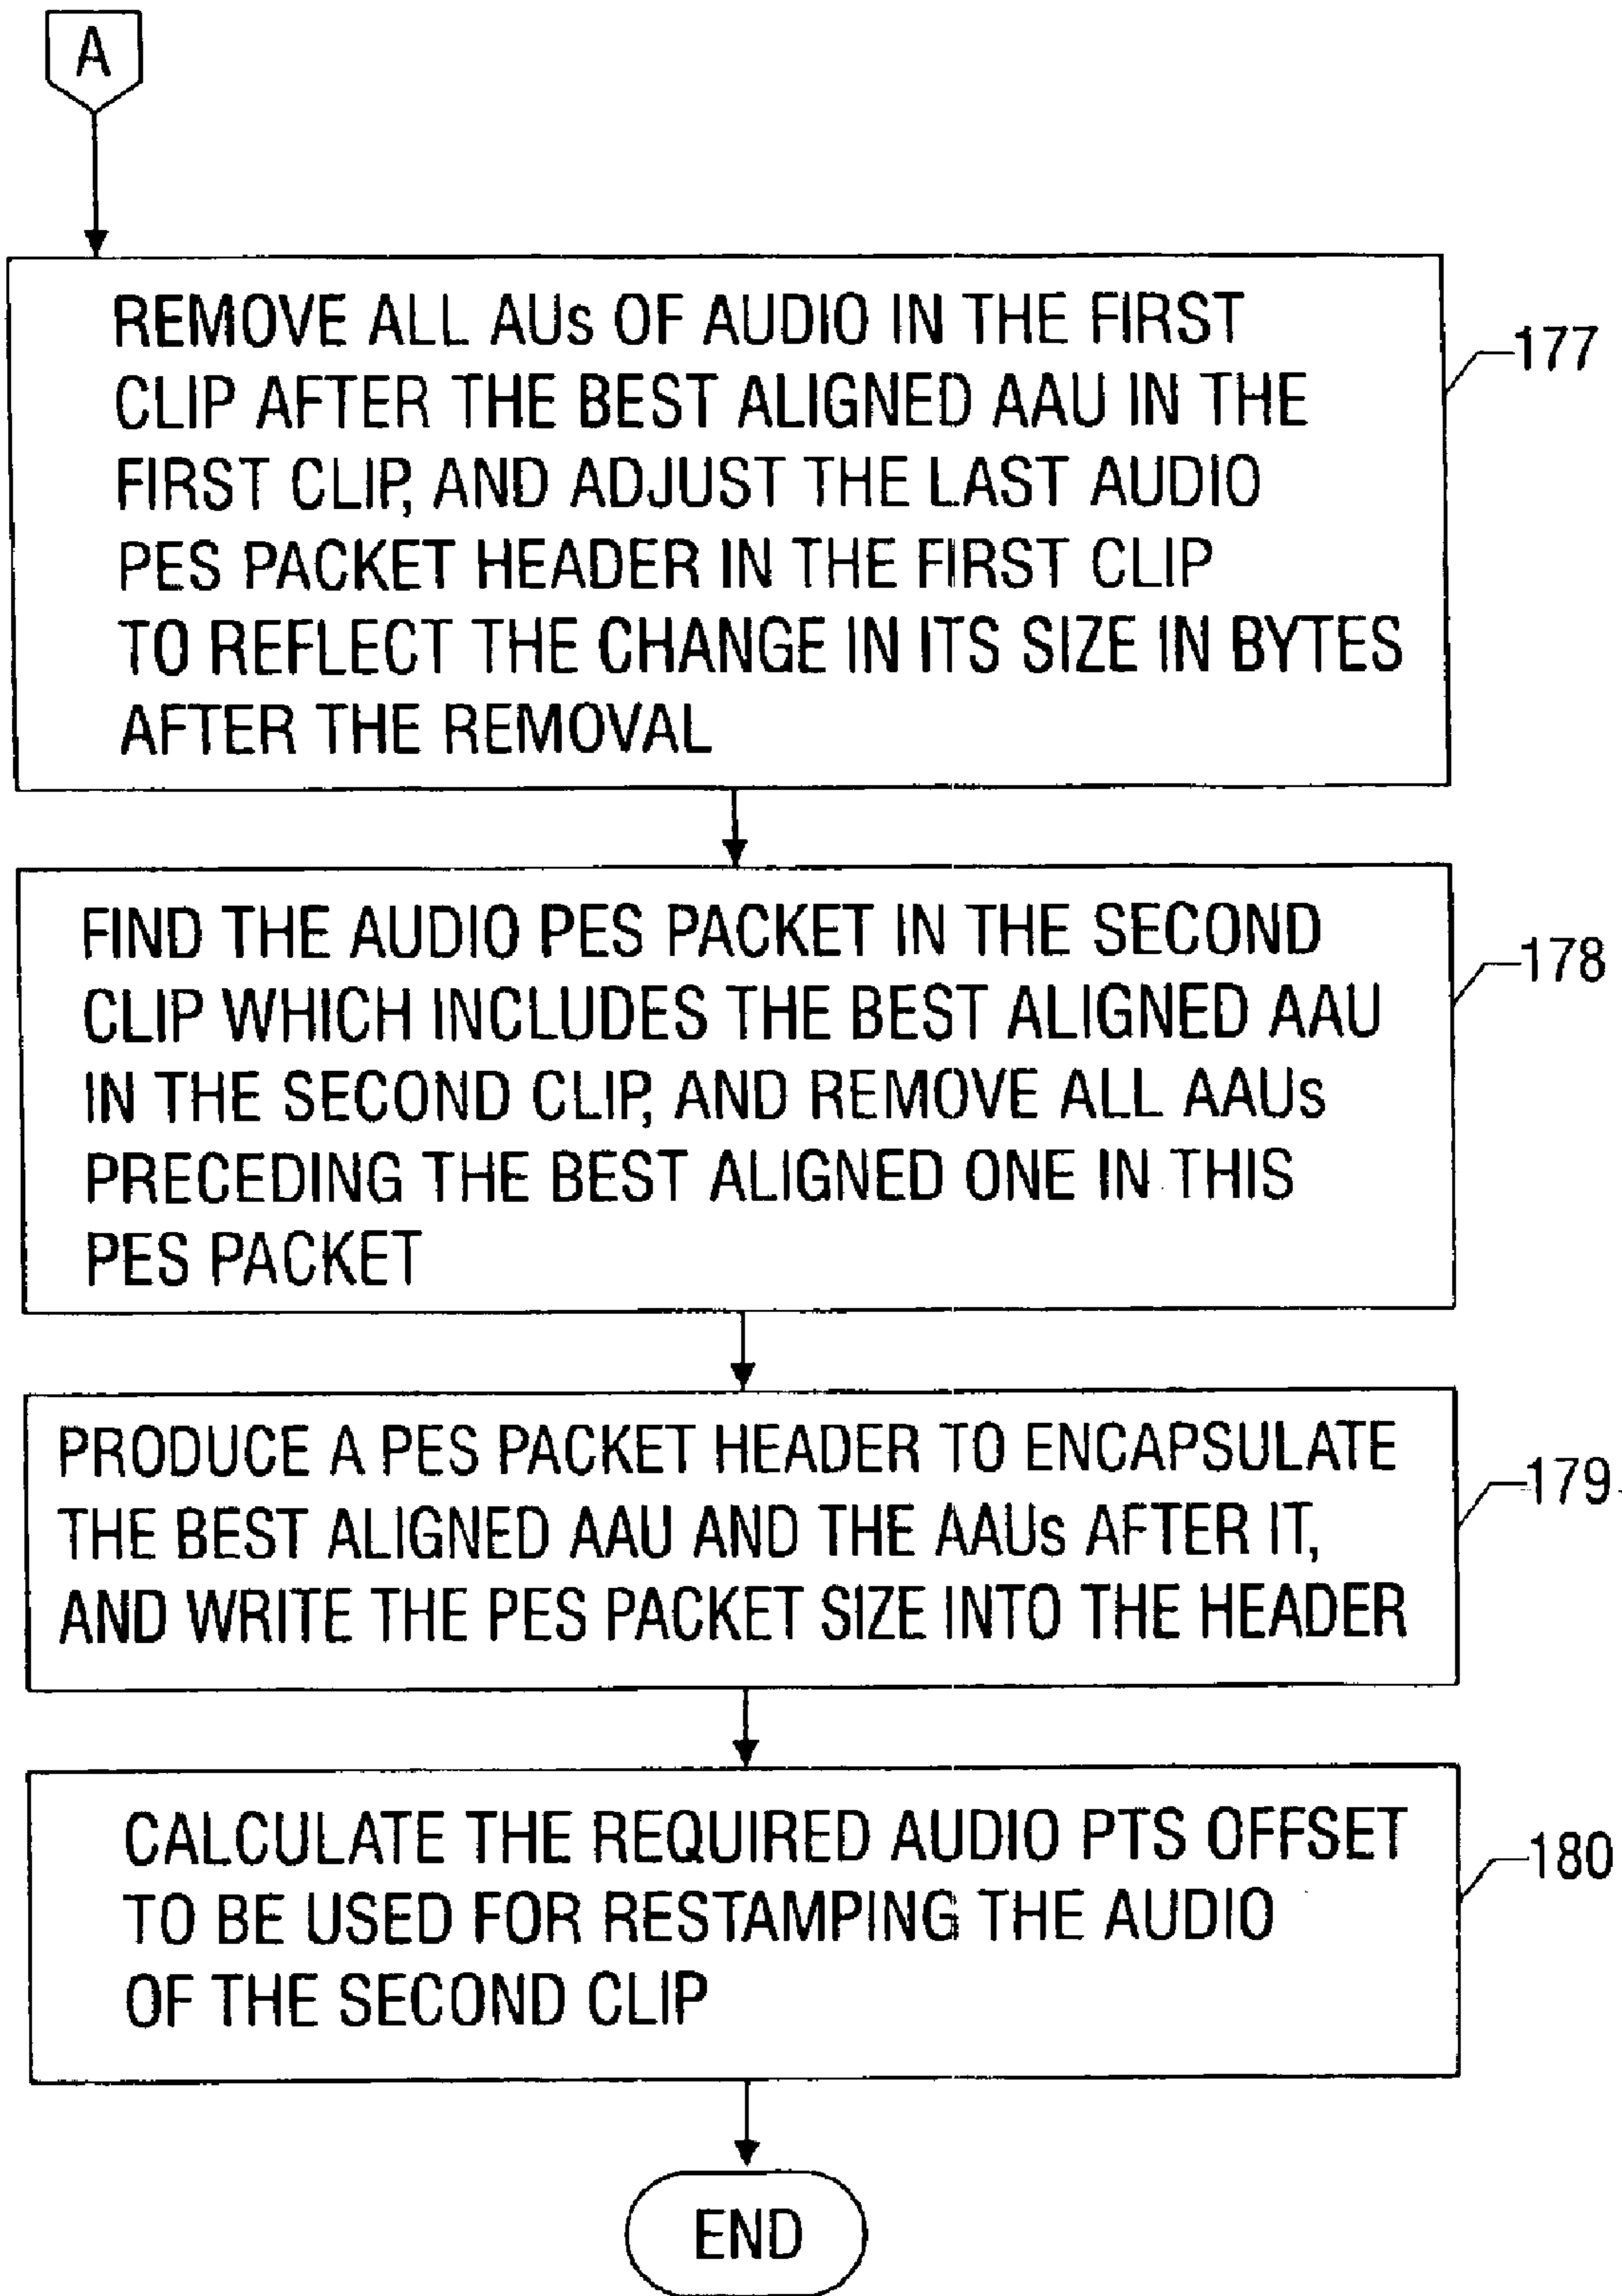 A
REMOVE ALL AUs OF AUDIO IN THE FIRST
CLIP AFTER THE BEST ALIGNED AAU IN THE
FIRST CLIP, AND ADJUST THE LAST AUDIO
PES PACKET HEADER IN THE FIRST CLIP
TO REFLECT THE CHANGE IN ITS SIZE IN BYTES
AFTER THE REMOVAL
177
FIND THE AUDIO PES PACKET IN THE SECOND
CLIP WHICH INCLUDES THE BEST ALIGNED AAU
IN THE SECOND CLIP, AND REMOVE ALL AAUs
PRECEDING THE BEST ALIGNED ONE IN THIS
PES PACKET
178
PRODUCE A PES PACKET HEADER TO ENCAPSULATE
THE BEST ALIGNED AAU AND THE AAUs AFTER IT,
AND WRITE THE PES PACKET SIZE INTO THE HEADER
179
CALCULATE THE REQUIRED AUDIO PTS OFFSET
TO BE USED FOR RESTAMPING THE AUDIO
OF THE SECOND CLIP
180
END